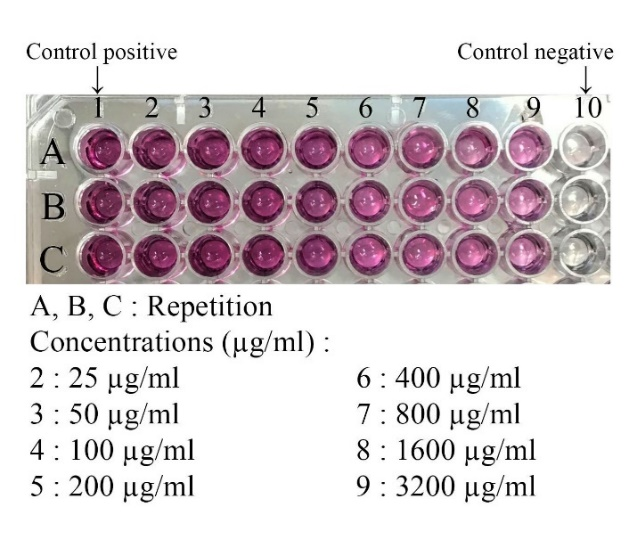 Control positive Control negative
1 2 3 4 5 6 7 8 9 10
A
B
C
A, B, C : Repetition
Concentrations (µg/ml) :
2 : 25 µg/ml 6 : 400 µg/ml
3 : 50 µg/ml 7 : 800 µg/ml
4 : 100 µg/ml 8 : 1600 µg/ml
5 : 200 µg/ml 9 : 3200 µg/ml